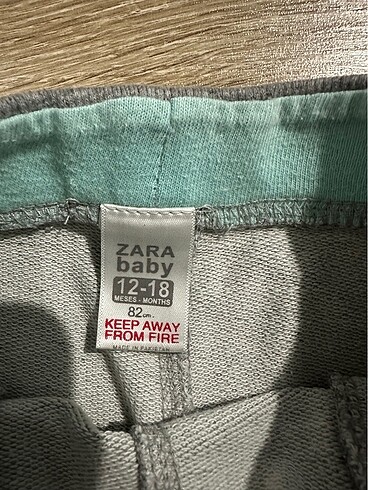 ZARA
baby
12-18
MESES - MONTHS
82cm.
KEEP AWAY
FROM FIRE
MADE IN PAKISTAN